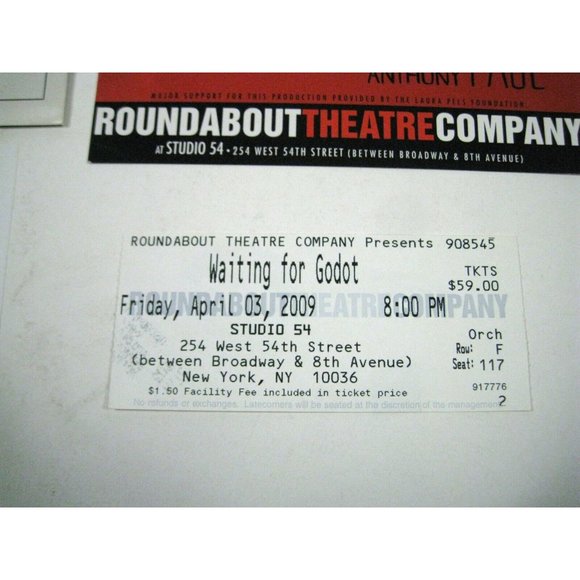 ANTHONY PAGE
MAJOR SUPPORT FOR THIS PRODUCTION PROVIDED BY THE LAURA PELS FOUNDATION.
ROUNDABOUTTHEATRECOMPANY
AT STUDIO 54 • 254 WEST 54TH STREET (BETWEEN BROADWAY & 8TH AVENUE)
ROUNDABOUT THEATRE COMPANY Presents 908545
Waiting for Godot
TKTS
$59.00
ROUNDABOUTTHEATRECOMPANY
Friday, April 03, 2009 8:00 PM
STUDIO 54
Orch
254 West 54th Street
Row: F
(between Broadway & 8th Avenue)
Seat: 117
New York, NY 10036
917776
$1.50 Facility Fee included in ticket price
2
No refunds or exchanges. Latecomers will be seated at the discretion of the management.